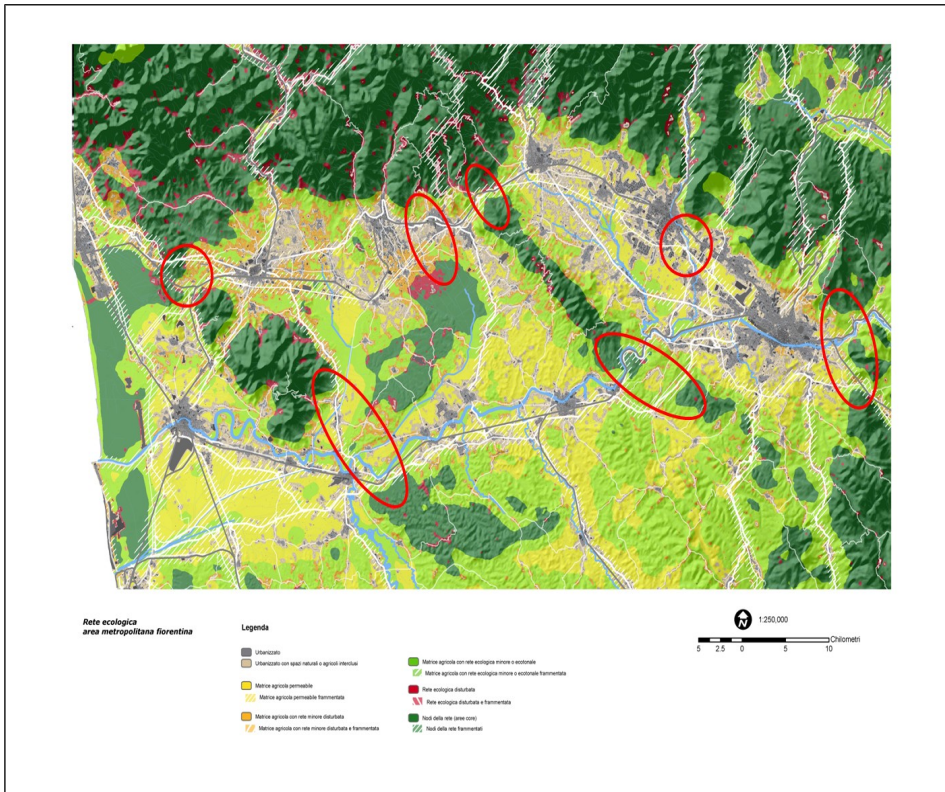 Rete ecologica
area metropolitana fiorentina
Legenda
Urbanizzato
Urbanizzato con spazi naturali o agricoli interclusi
Matrice agricola permeabile
Matrice agricola permeabile frammentata
Matrice agricola con rete minore disturbata
Matrice agricola con rete minore disturbata e frammentata
Matrice agricola con rete ecologica minore o ecotonale
Matrice agricola con rete ecologica minore o ecotonale frammentata
Rete ecologica disturbata
Rete ecologica disturbata e frammentata
Nodi della rete (aree core)
Nodi della rete frammentati
N
1:250,000
Chilometri
5 2.5 0 5 10